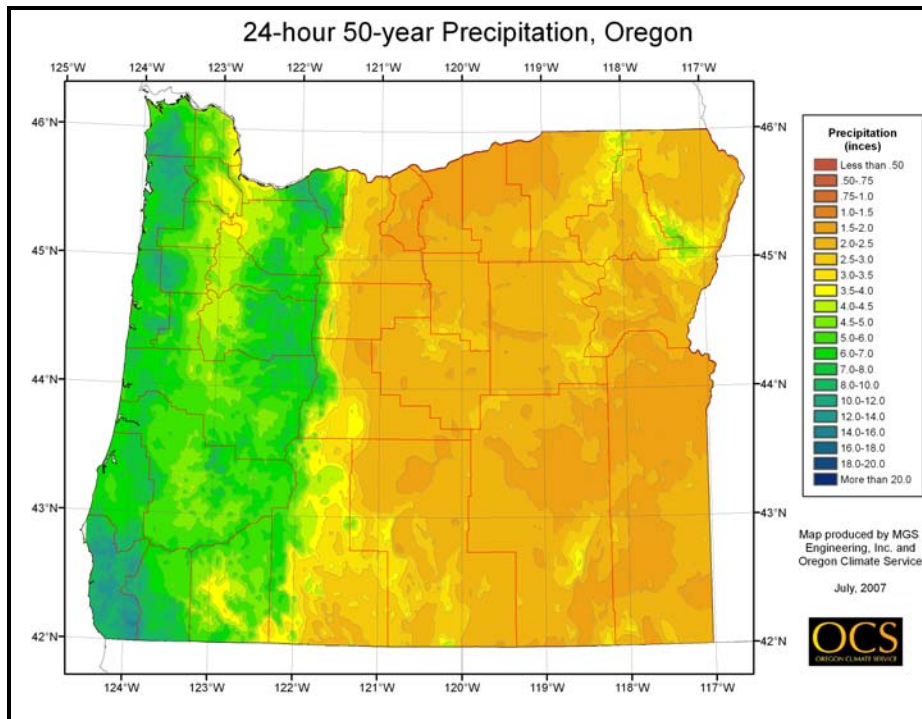 24-hour 50-year Precipitation, Oregon
125°W 124°W 123°W 122°W 121°W 120°W 119°W 118°W 117°W
46°N 46°N
45°N 45°N
44°N 44°N
43°N 43°N
42°N 42°N
124°W 123°W 122°W 121°W 120°W 119°W 118°W 117°W
Precipitation
(inces)
Less than .50
.50-.75
.75-1.0
1.0-1.5
1.5-2.0
2.0-2.5
2.5-3.0
3.0-3.5
3.5-4.0
4.0-4.5
4.5-5.0
5.0-6.0
6.0-7.0
7.0-8.0
8.0-10.0
10.0-12.0
12.0-14.0
14.0-16.0
16.0-18.0
18.0-20.0
More than 20.0
Map produced by MGS
Engineering, Inc. and
Oregon Climate Service
July, 2007
OCS
OREGON CLIMATE SERVICE